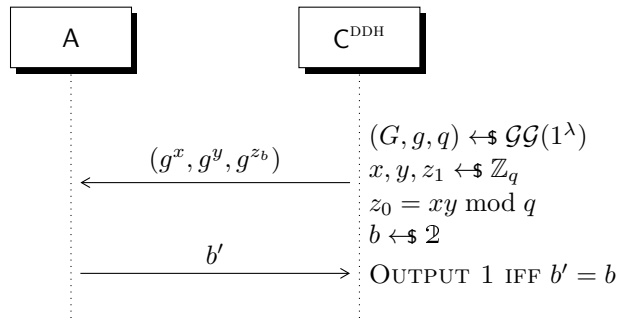 A
C^DDH
(G, g, q) ←$ 𝒢𝒢(1^λ)
(g^x, g^y, g^{z_b})
x, y, z_1 ←$ ℤ_q
z_0 = xy mod q
b ←$ 𝟚
b′
OUTPUT 1 IFF b′ = b